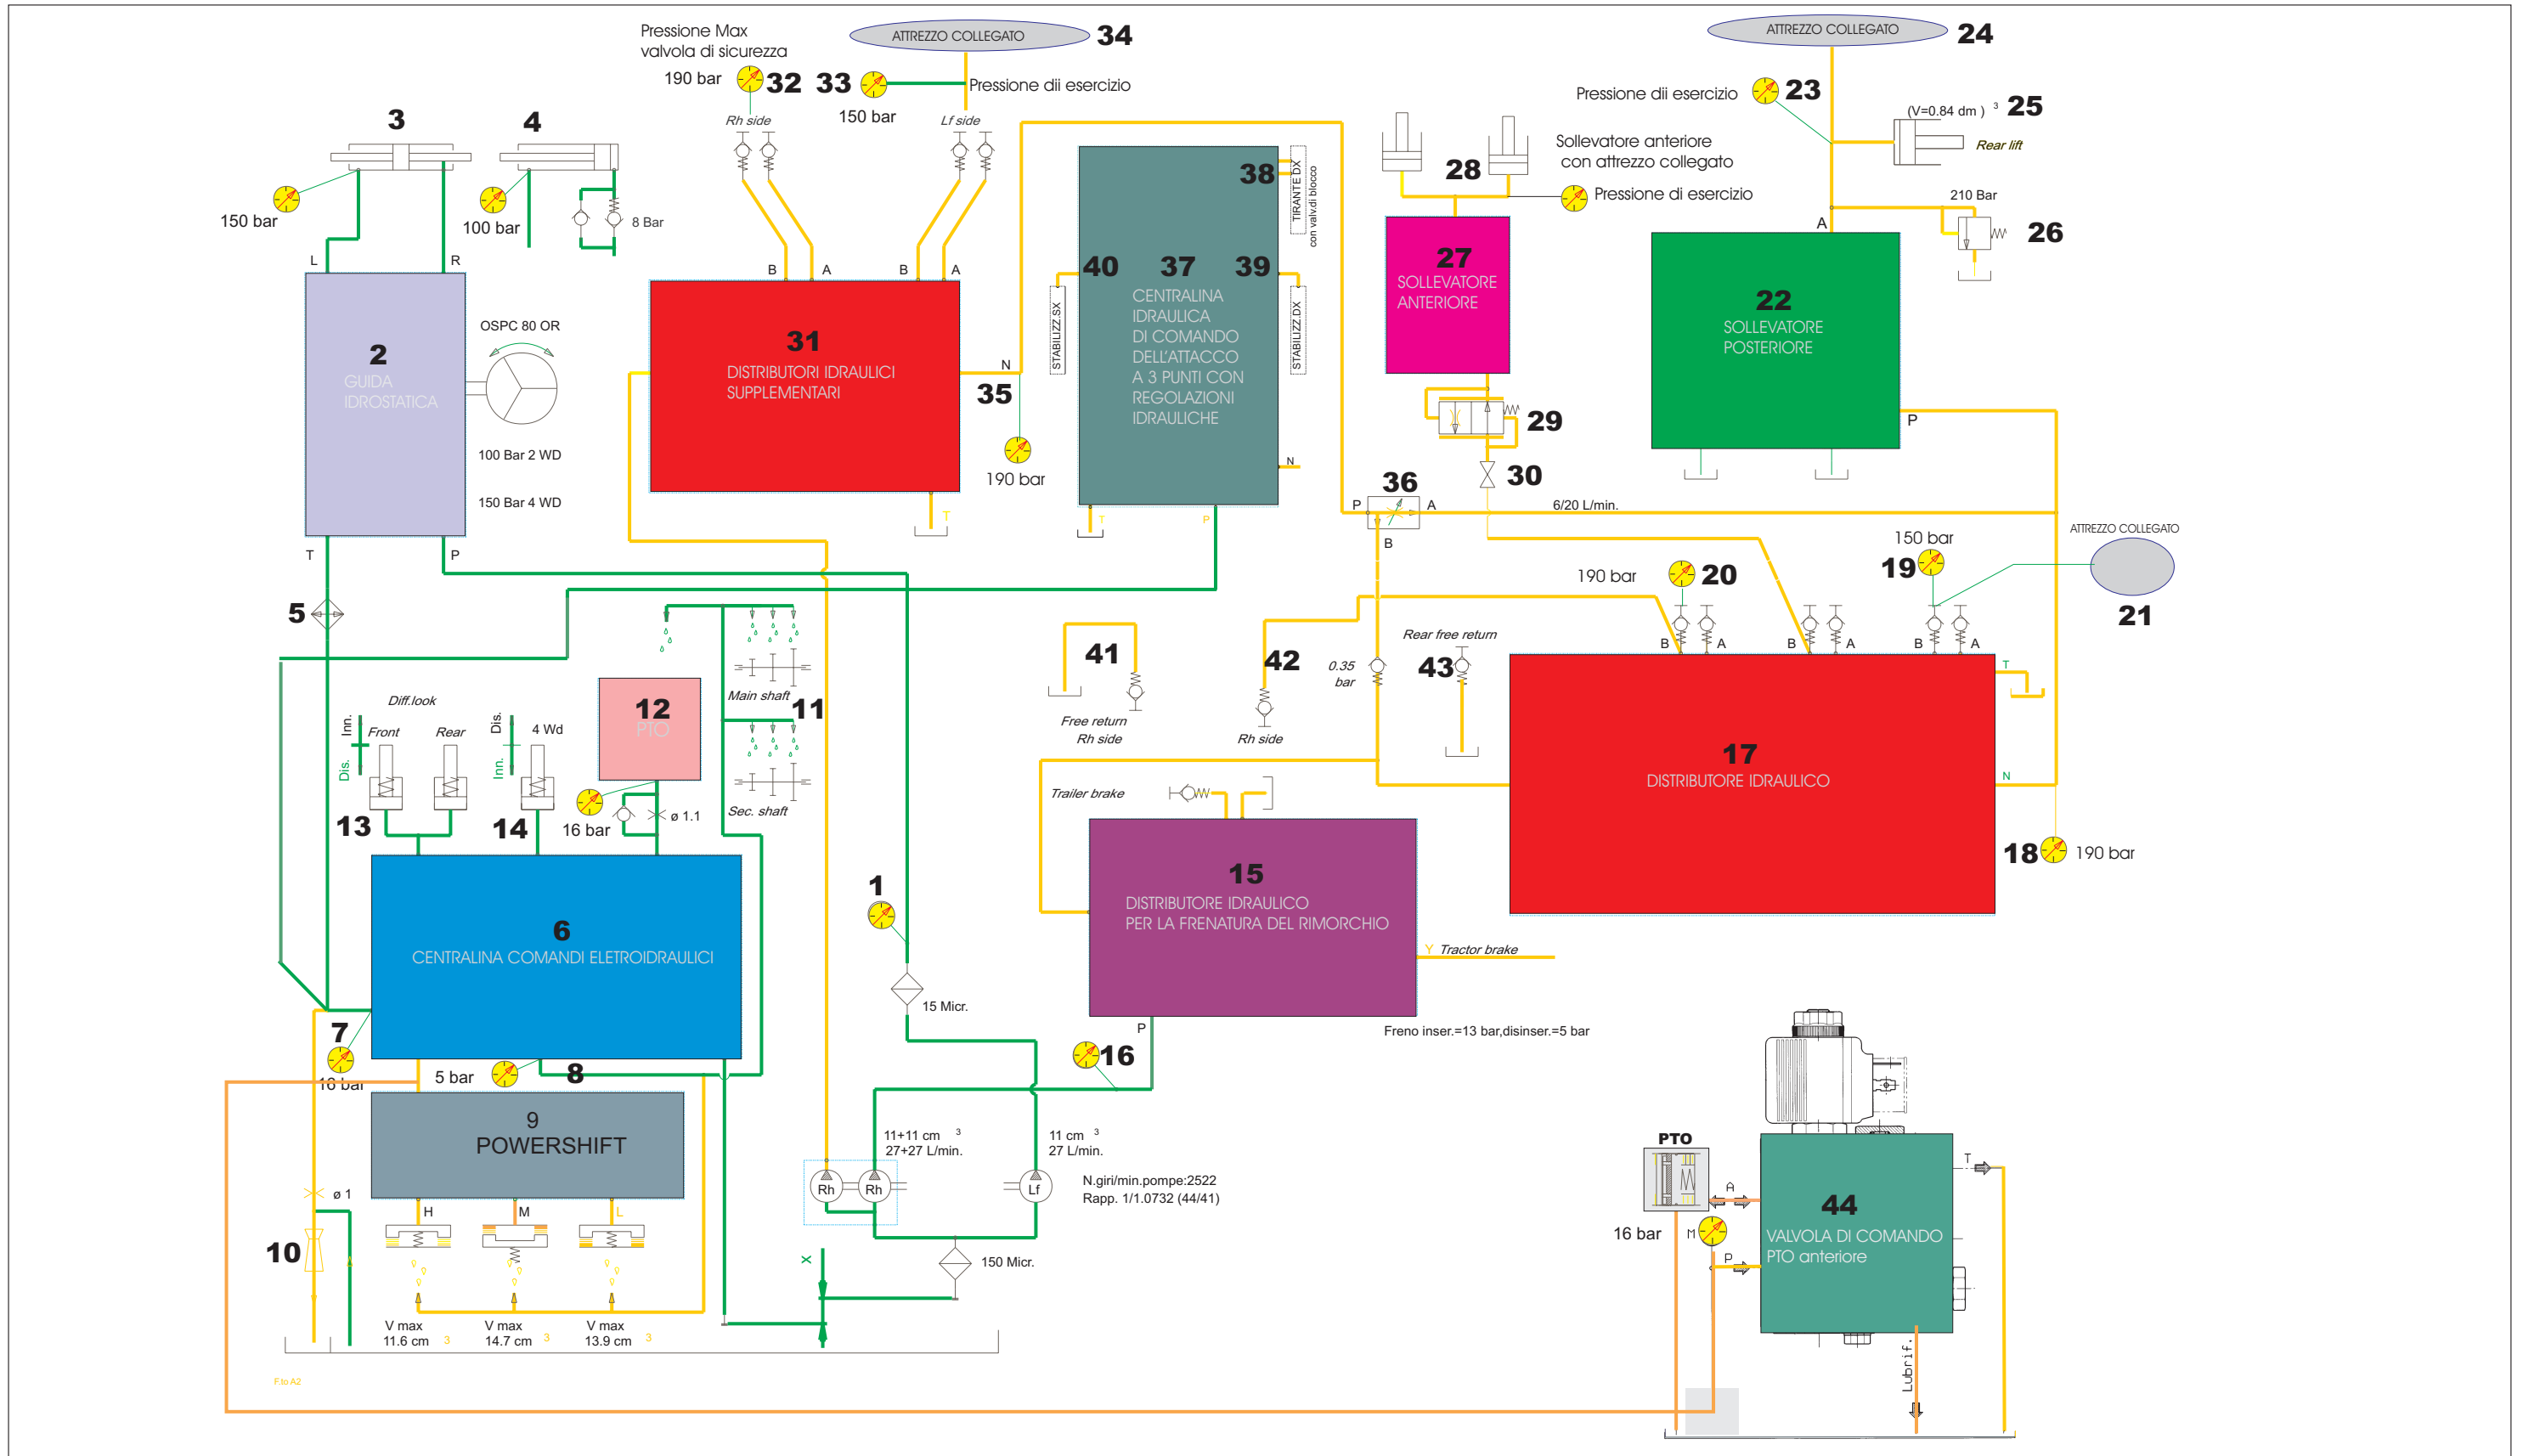 Pressione Max
valvola di sicurezza
190 bar
32
33
150 bar
ATTREZZO COLLEGATO
34
Pressione dii esercizio
Rh side
Lf side
ATTREZZO COLLEGATO
24
Pressione dii esercizio
23
(V=0.84 dm ) 3
25
Rear lift
210 Bar
26
A
3
4
150 bar
100 bar
8 Bar
L
R
2
GUIDA
IDROSTATICA
OSPC 80 OR
100 Bar 2 WD
150 Bar 4 WD
T
P
5
B
A
B
A
31
DISTRIBUTORI IDRAULICI
SUPPLEMENTARI
N
35
190 bar
T
38
TIRANTE DX
con valv.di blocco
40
37
39
STABILIZZ.SX
STABILIZZ.DX
CENTRALINA
IDRAULICA
DI COMANDO
DELL'ATTACCO
A 3 PUNTI CON
REGOLAZIONI
IDRAULICHE
N
T
P
28
Sollevatore anteriore
con attrezzo collegato
Pressione di esercizio
27
SOLLEVATORE
ANTERIORE
29
30
22
SOLLEVATORE
POSTERIORE
P
36
P
A
B
6/20 L/min.
ATTREZZO COLLEGATO
21
150 bar
19
190 bar
20
B
A
B
A
B
A
T
17
DISTRIBUTORE IDRAULICO
N
18
190 bar
41
Free return
Rh side
42
Rh side
0.35
bar
Rear free return
43
Diff.look
Inn.
Dis.
Front
Rear
Dis.
Inn.
4 Wd
13
14
12
PTO
16 bar
ø 1.1
Main shaft
11
Sec. shaft
6
CENTRALINA COMANDI ELETROIDRAULICI
7
16 bar
5 bar
8
9
POWERSHIFT
10
ø 1
H
M
L
V max
11.6 cm 3
V max
14.7 cm 3
V max
13.9 cm 3
F.to A2
1
15 Micr.
Trailer brake
15
DISTRIBUTORE IDRAULICO
PER LA FRENATURA DEL RIMORCHIO
Y Tractor brake
P
16
Freno inser.=13 bar,disinser.=5 bar
11+11 cm 3
27+27 L/min.
11 cm 3
27 L/min.
Rh
Rh
Lf
N.giri/min.pompe:2522
Rapp. 1/1.0732 (44/41)
X
150 Micr.
PTO
16 bar
M
A
P
T
44
VALVOLA DI COMANDO
PTO anteriore
Lubrif.